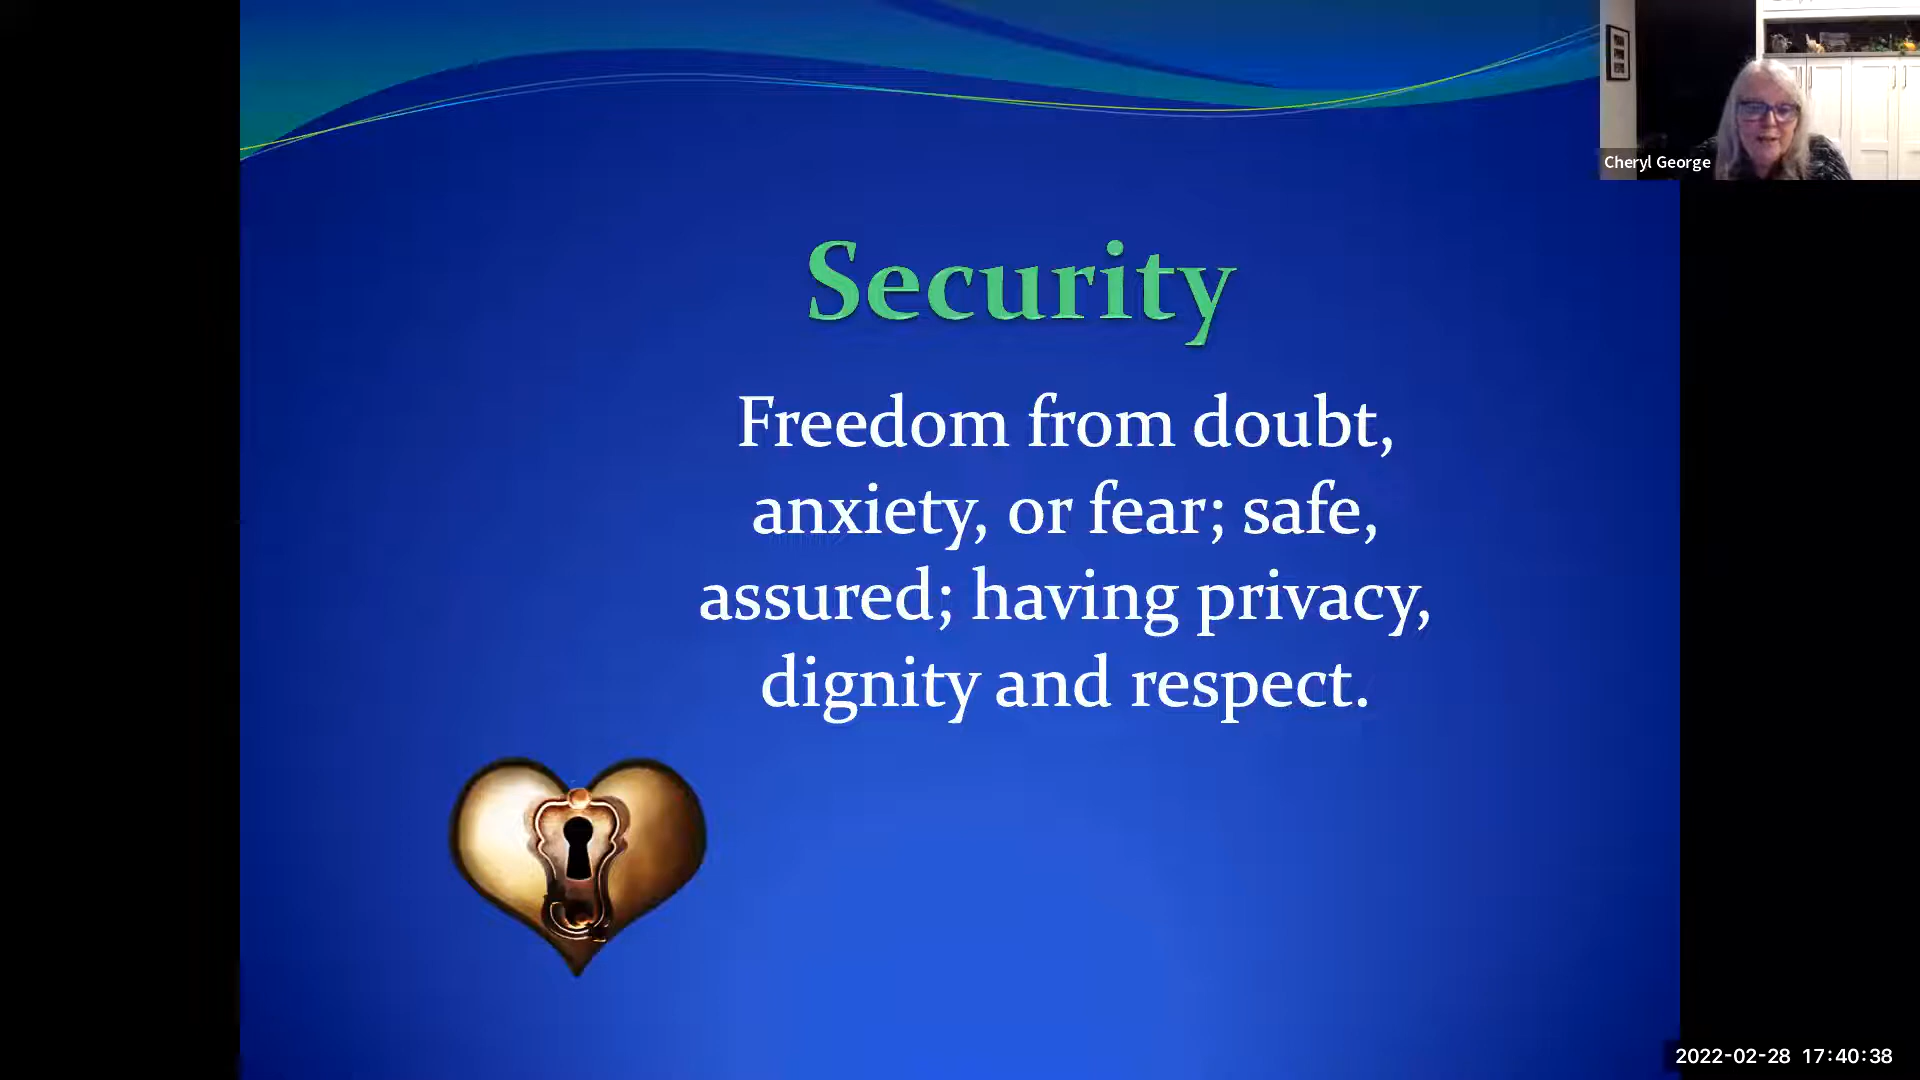 Cheryl George
Security
Freedom from doubt,
anxiety, or fear; safe,
assured; having privacy,
dignity and respect.
2022-02-28 17:40:38